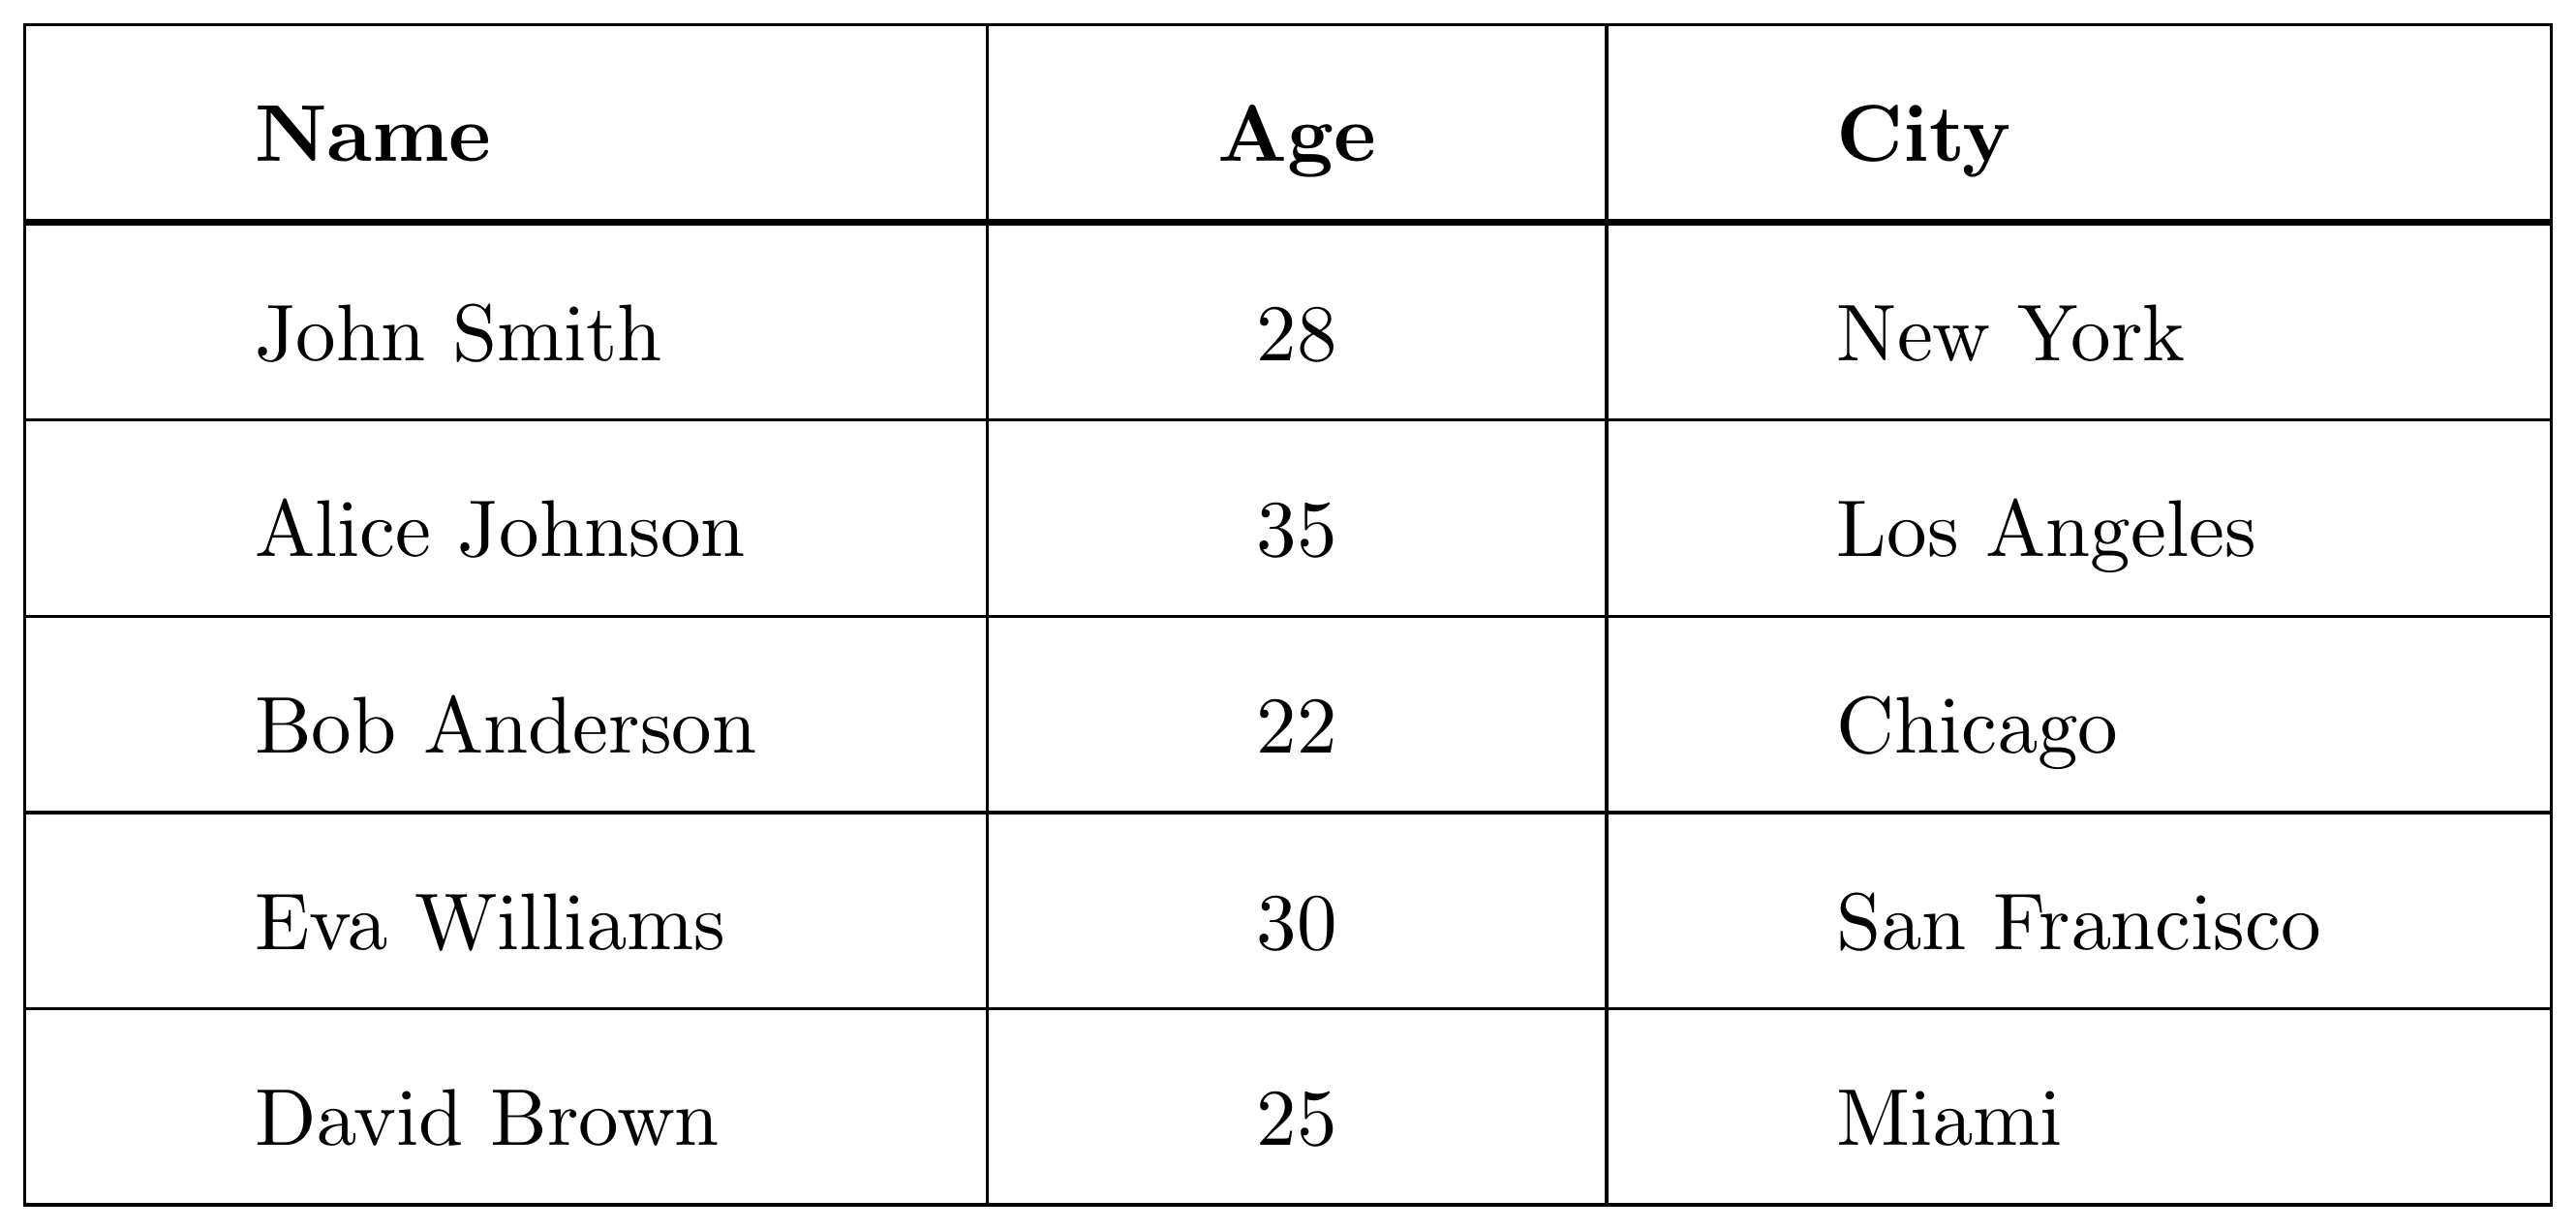 Name Age City
John Smith 28 New York
Alice Johnson 35 Los Angeles
Bob Anderson 22 Chicago
Eva Williams 30 San Francisco
David Brown 25 Miami